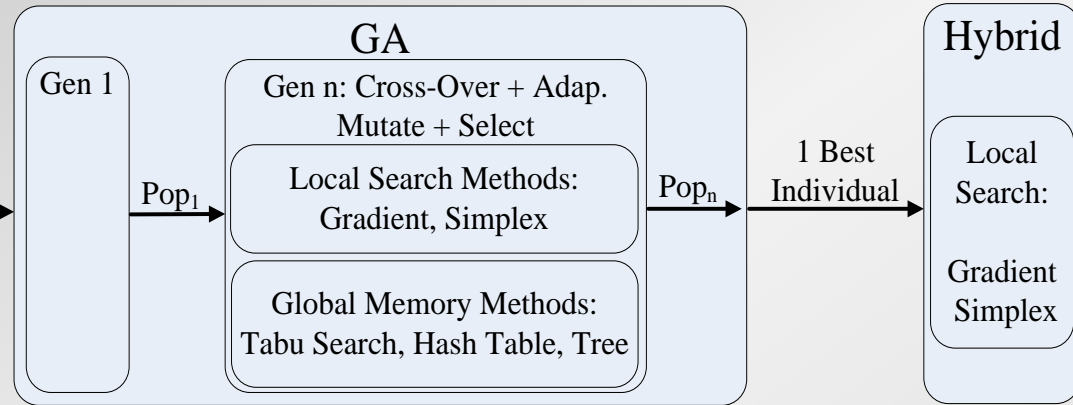 GA
Gen 1
Pop₁
Gen n: Cross-Over + Adap.
Mutate + Select
Local Search Methods:
Gradient, Simplex
Global Memory Methods:
Tabu Search, Hash Table, Tree
Popₙ
1 Best
Individual
Hybrid
Local
Search:
Gradient
Simplex